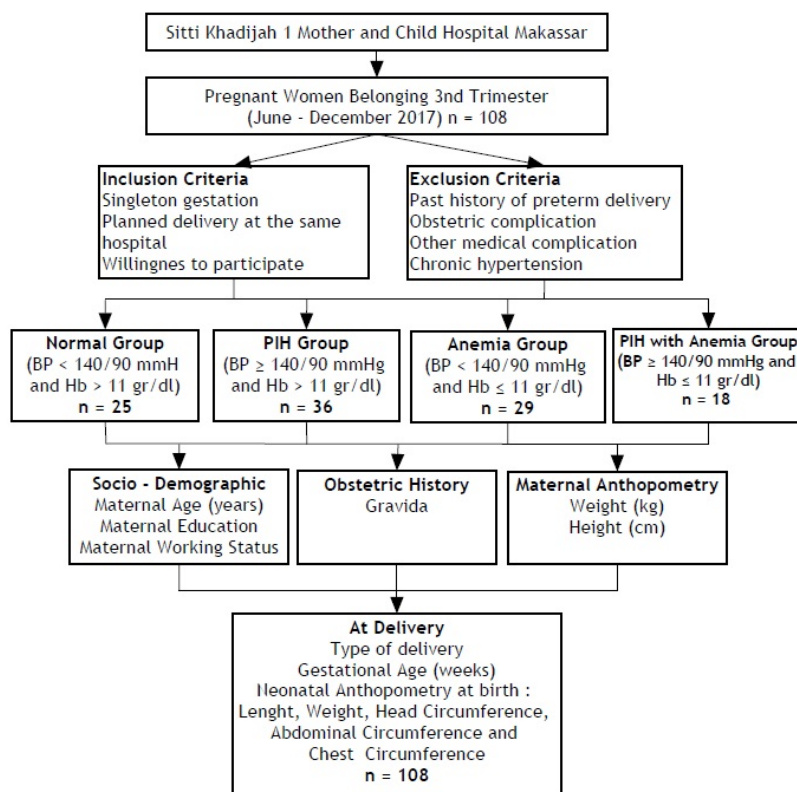 Sitti Khadijah 1 Mother and Child Hospital Makassar
Pregnant Women Belonging 3nd Trimester
(June - December 2017) n = 108
Inclusion Criteria
Singleton gestation
Planned delivery at the same
hospital
Willingnes to participate
Exclusion Criteria
Past history of preterm delivery
Obstetric complication
Other medical complication
Chronic hypertension
Normal Group
(BP < 140/90 mmH
and Hb > 11 gr/dl)
n = 25
PIH Group
(BP ≥ 140/90 mmHg
and Hb > 11 gr/dl)
n = 36
Anemia Group
(BP < 140/90 mmHg
and Hb ≤ 11 gr/dl)
n = 29
PIH with Anemia Group
(BP ≥ 140/90 mmHg and
Hb ≤ 11 gr/dl)
n = 18
Socio - Demographic
Maternal Age (years)
Maternal Education
Maternal Working Status
Obstetric History
Gravida
Maternal Anthopometry
Weight (kg)
Height (cm)
At Delivery
Type of delivery
Gestational Age (weeks)
Neonatal Anthopometry at birth :
Lenght, Weight, Head Circumference,
Abdominal Circumference and
Chest Circumference
n = 108